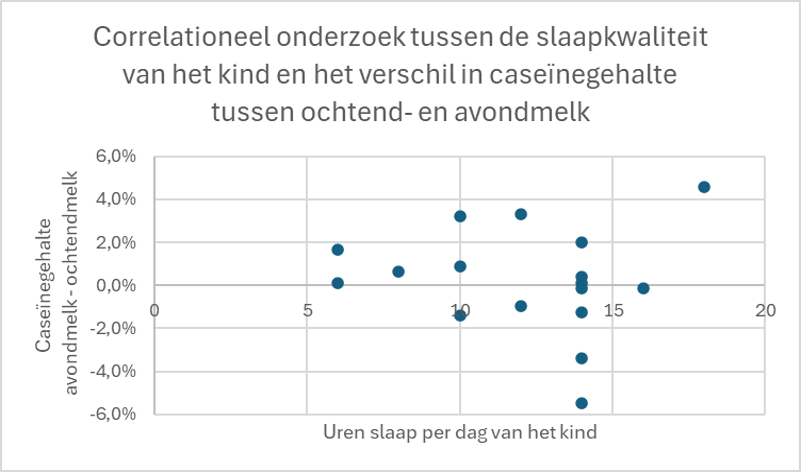 Correlationeel onderzoek tussen de slaapkwaliteit
van het kind en het verschil in caseïnegehalte
tussen ochtend- en avondmelk
6,0%
4,0%
2,0%
0,0%
-2,0%
-4,0%
-6,0%
0
5
10
15
20
Caseïnegehalte
avondmelk - ochtendmelk
Uren slaap per dag van het kind